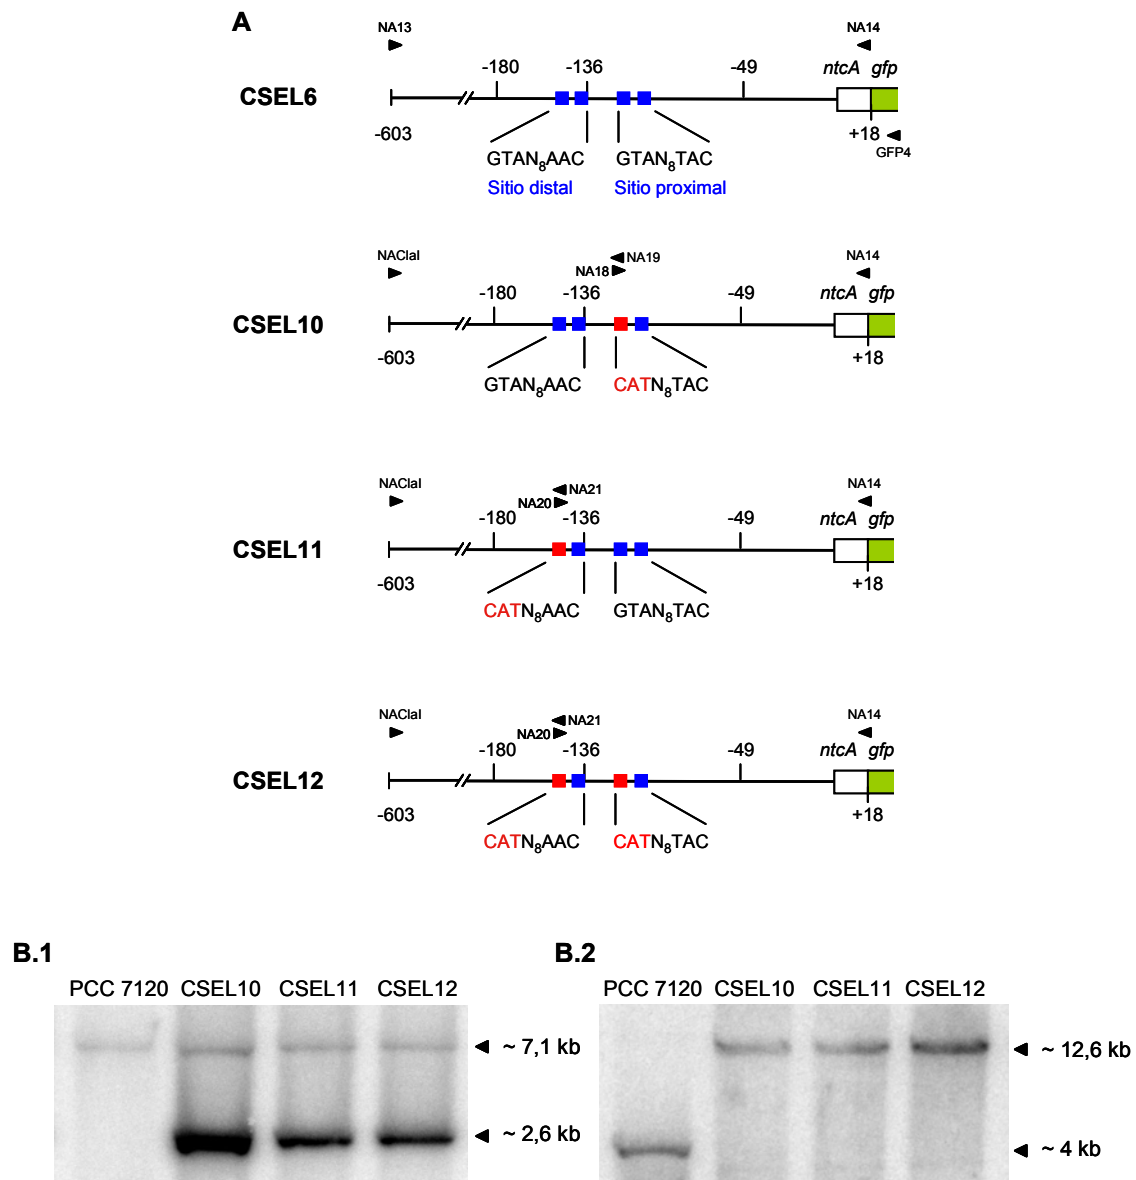 A
NA13 NA14
-180 -136 -49 ntcA gfp
CSEL6
-603 +18
GFP4
GTAN8AAC GTAN8TAC
Sitio distal Sitio proximal
NAClaI NA19 NA14
NA18
-180 -136 -49 ntcA gfp
CSEL10
-603 +18
GTAN8AAC CATN8TAC
NAClaI NA21 NA14
NA20
-180 -136 -49 ntcA gfp
CSEL11
-603 +18
CATN8AAC GTAN8TAC
NAClaI NA21 NA14
NA20
-180 -136 -49 ntcA gfp
CSEL12
-603 +18
CATN8AAC CATN8TAC
B.1
PCC 7120 CSEL10 CSEL11 CSEL12
~ 7,1 kb
~ 2,6 kb
B.2
PCC 7120 CSEL10 CSEL11 CSEL12
~ 12,6 kb
~ 4 kb